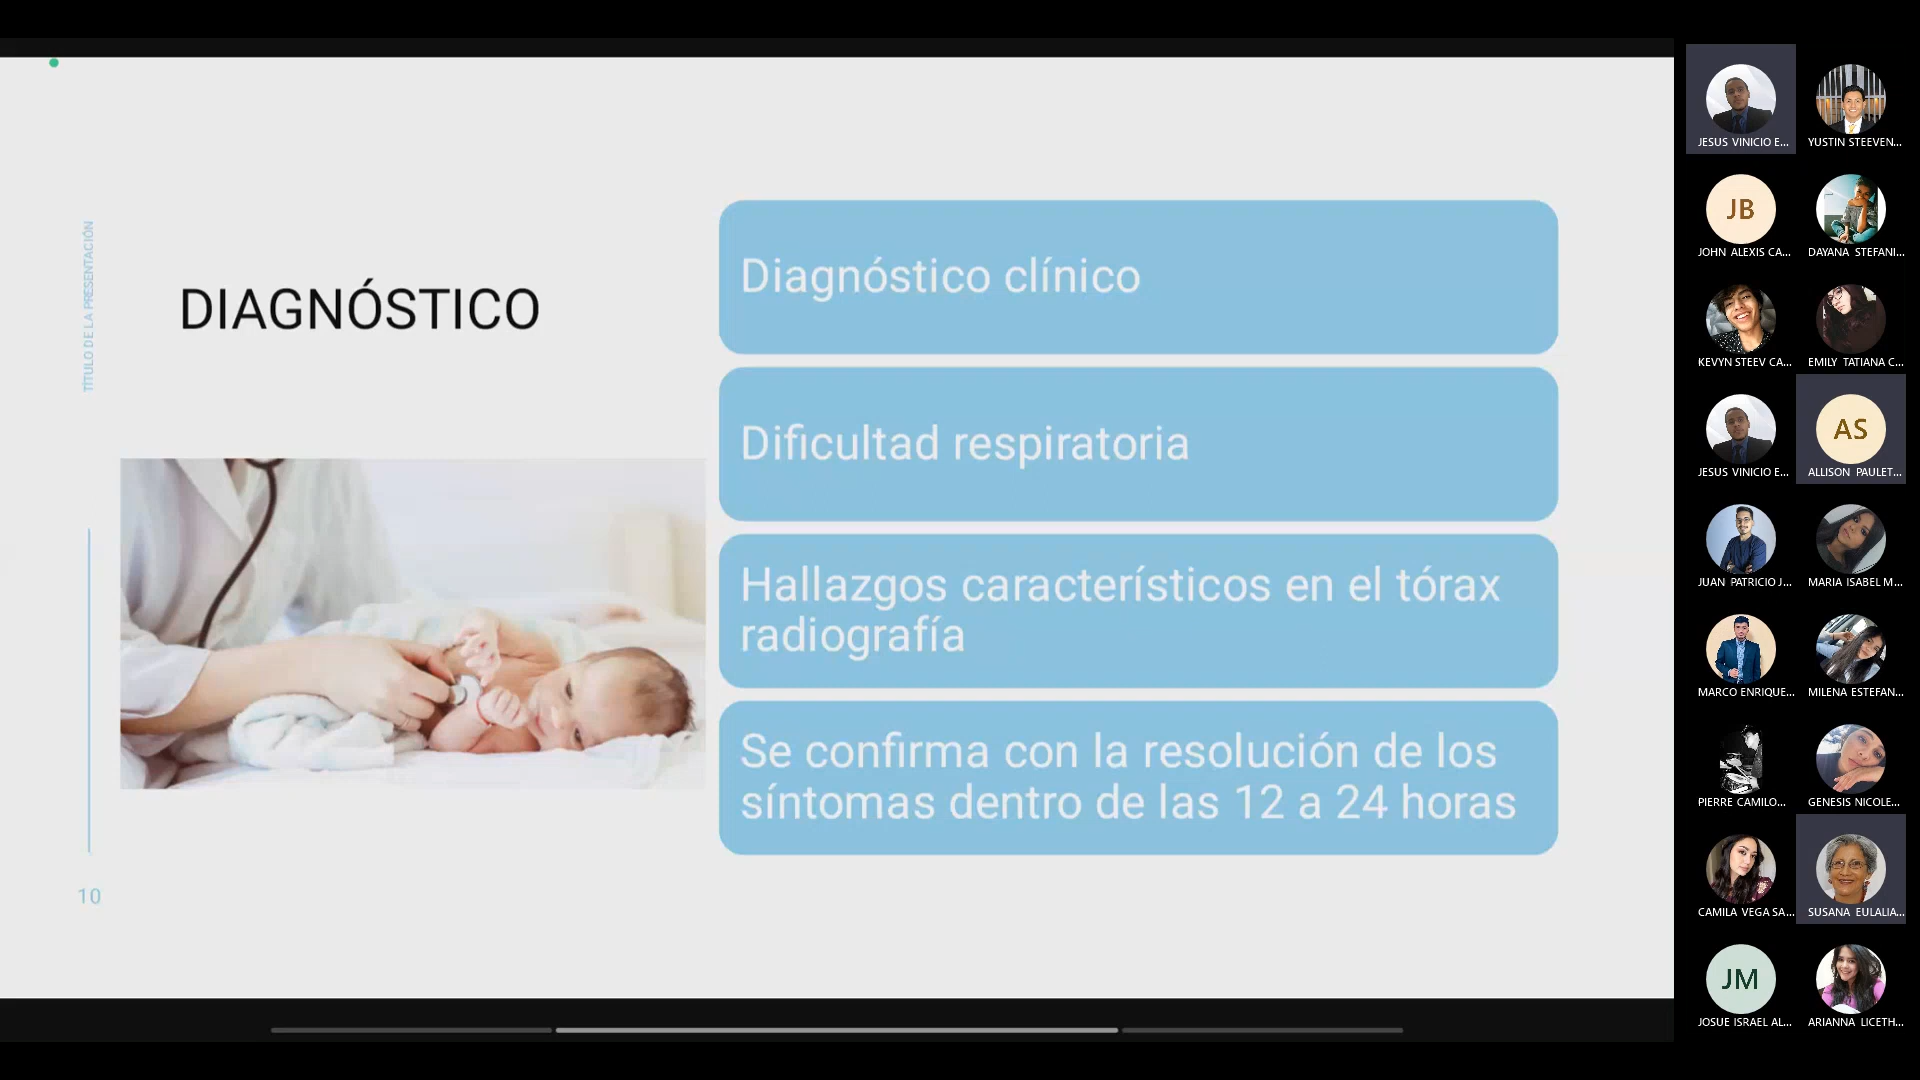 TÍTULO DE LA PRESENTACIÓN
DIAGNÓSTICO
Diagnóstico clínico
Dificultad respiratoria
Hallazgos característicos en el tórax
radiografía
Se confirma con la resolución de los
síntomas dentro de las 12 a 24 horas
10
JESUS VINICIO E...
YUSTIN STEEVEN...
JB
JOHN ALEXIS CA...
DAYANA STEFANI...
KEVYN STEEV CA...
EMILY TATIANA C...
JESUS VINICIO E...
AS
ALLISON PAULET...
JUAN PATRICIO J...
MARIA ISABEL M...
MARCO ENRIQUE...
MILENA ESTEFAN...
PIERRE CAMILO...
GENESIS NICOLE...
CAMILA VEGA SA...
SUSANA EULALIA...
JM
JOSUE ISRAEL AL...
ARIANNA LICETH...